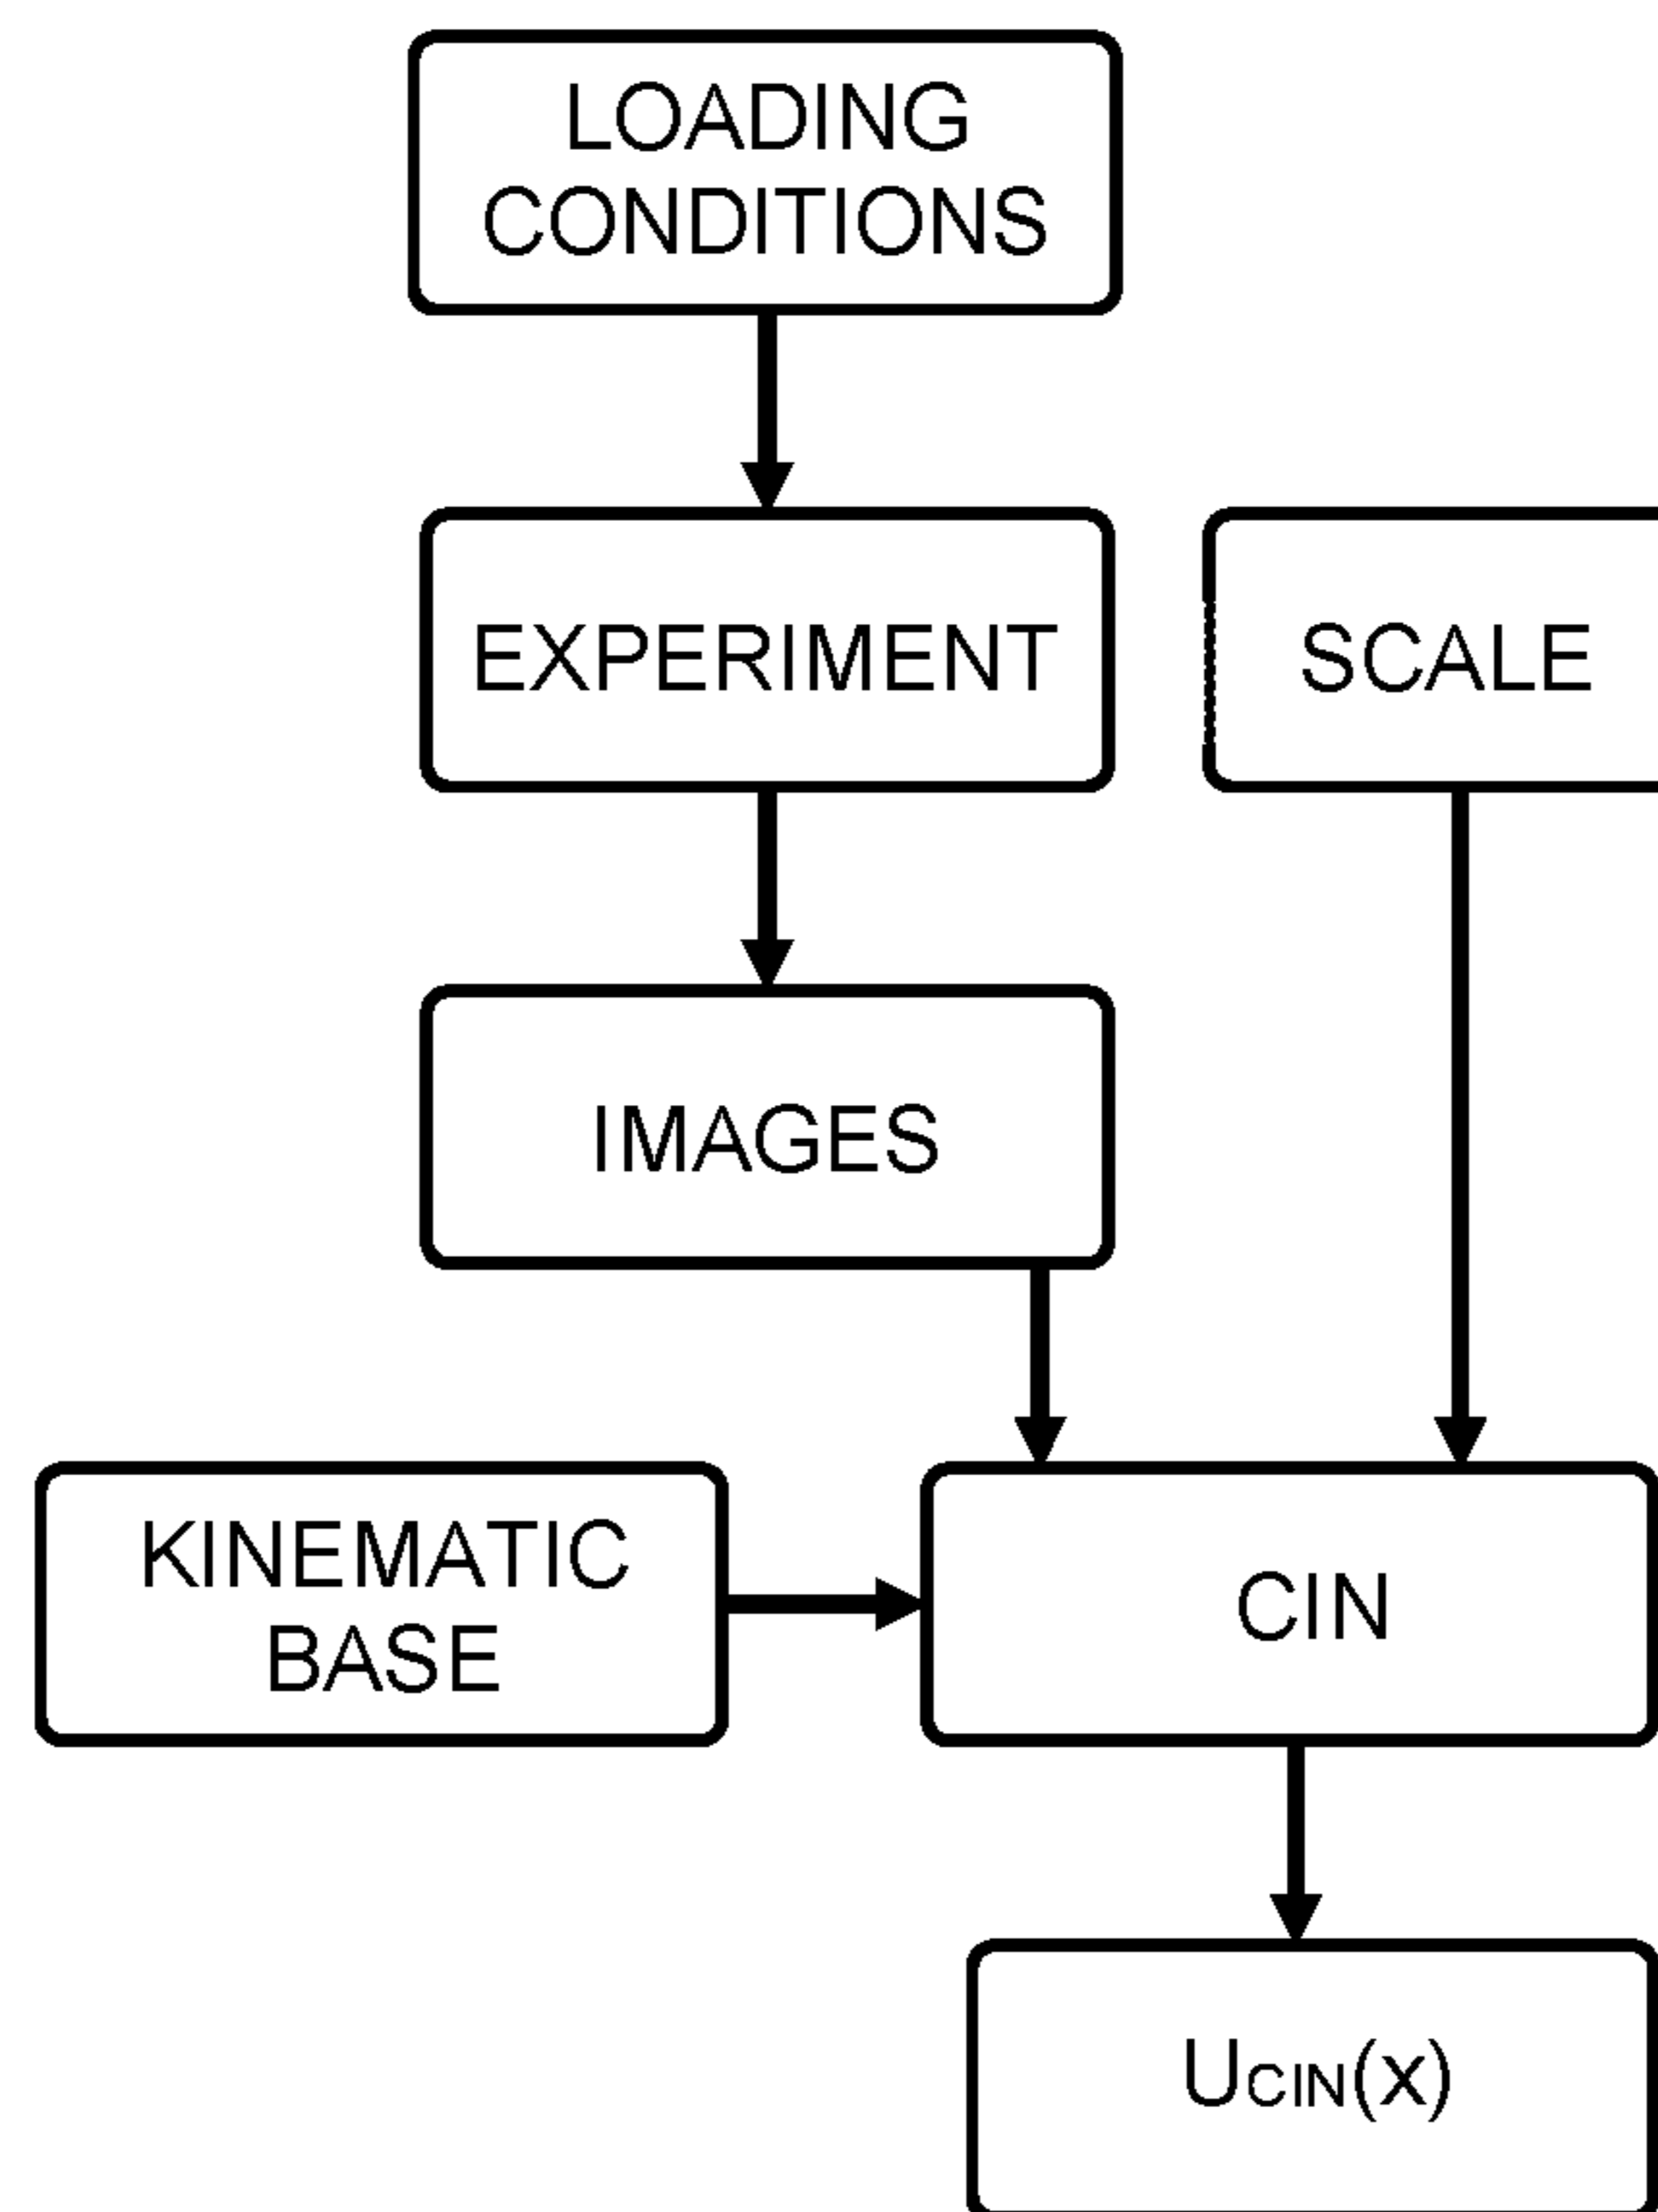 LOADING
CONDITIONS
EXPERIMENT
SCALE
IMAGES
KINEMATIC
BASE
CIN
UCIN(x)